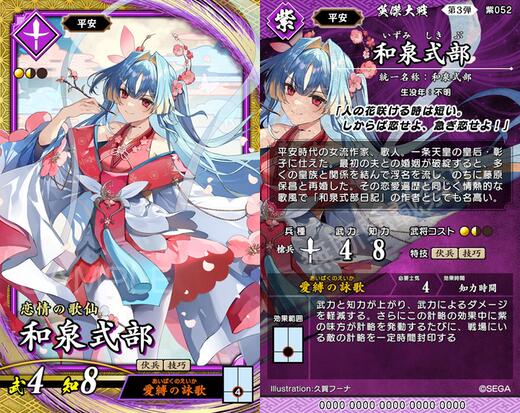 平安
恋情の歌仙
和泉式部
伏兵 技巧
武4 知8
あいばくのえいか
愛縛の詠歌
4
紫
平安
英傑大戦
第3弾
紫052
いずみ しきぶ
和泉式部
統一名称:和泉式部
生没年:不明
「人の花咲ける時は短い。
しからば恋せよ、急ぎ恋せよ!」
平安時代の女流作家、歌人。一条天皇の皇后・彰
子に仕えた。最初の夫との婚姻が破綻すると、多
くの皇族と関係を結んで浮名を流し、のちに藤原
保昌と再婚した。その恋愛遍歴と同じく情熱的な
歌風で「和泉式部日記」の作者としても名高い。
兵種 武力 知力 武将コスト
槍兵 4 8 特技 伏兵 技巧
あいばくのえいか 必要士気 効果時間
愛縛の詠歌 4 知力時間
効果範囲
武力と知力が上がり、武力によるダメージ
を軽減する。さらにこの計略の効果中に紫
の味方が計略を発動するたびに、戦場にい
る敵の計略を一定時間封印する
Illustration:久賀フーナ
©SEGA
0000 0000 0000 0000 0000